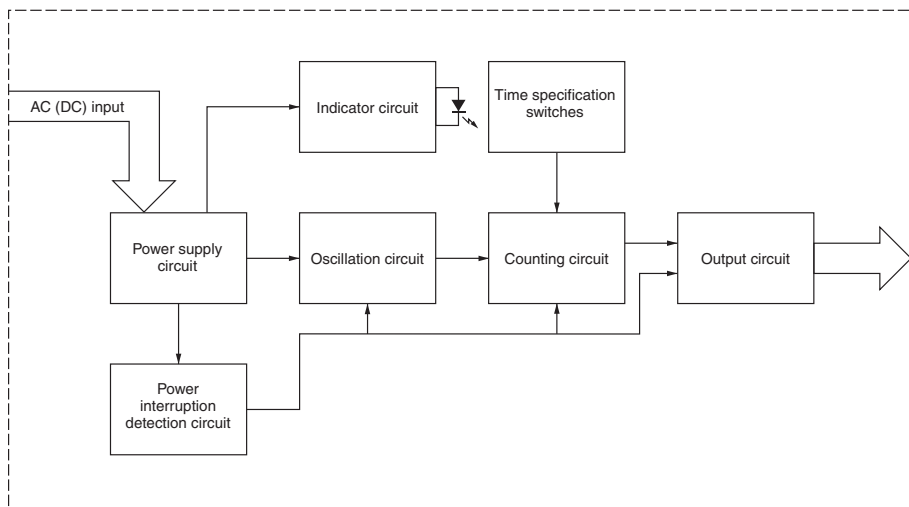 AC (DC) input
Indicator circuit
Time specification
switches
Power supply
circuit
Oscillation circuit
Counting circuit
Output circuit
Power
interruption
detection circuit